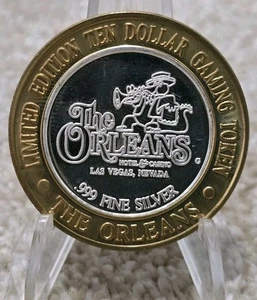 LIMITED EDITION TEN DOLLAR GAMING TOKEN
The
ORLEANS
HOTEL & CASINO
LAS VEGAS, NEVADA
G
.999 FINE SILVER
• THE ORLEANS •